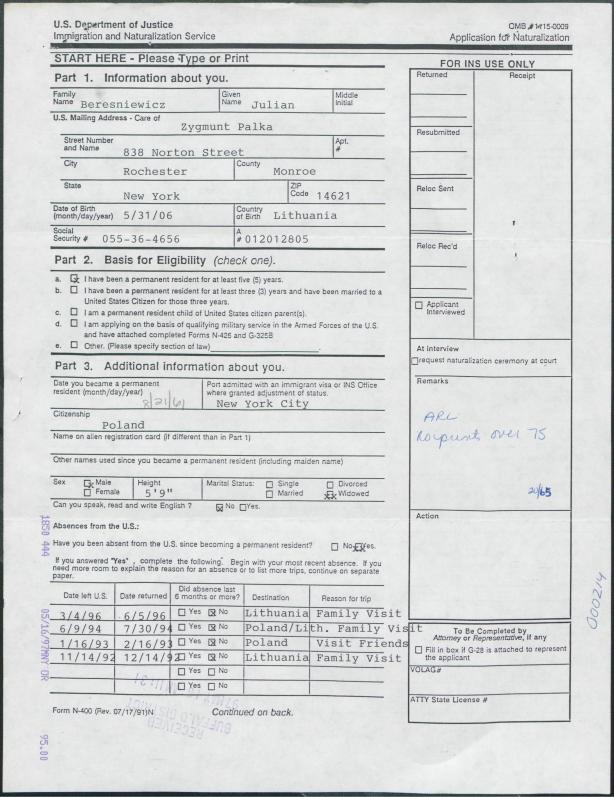 U.S. Department of Justice
Immigration and Naturalization Service
OMB #1115-0009
Application for Naturalization
START HERE - Please Type or Print
Part 1. Information about you.
Family Name Beresniewicz Given Name Julian Middle Initial
U.S. Mailing Address - Care of
Zygmunt Palka
Street Number and Name 838 Norton Street Apt. #
City Rochester County Monroe
State New York ZIP Code 14621
Date of Birth (month/day/year) 5/31/06 Country of Birth Lithuania
Social Security # 055-36-4656 A # 012012805
Part 2. Basis for Eligibility (check one).
a. I have been a permanent resident for at least five (5) years.
b. I have been a permanent resident for at least three (3) years and have been married to a
United States Citizen for those three years.
c. I am a permanent resident child of United States citizen parent(s).
d. I am applying on the basis of qualifying military service in the Armed Forces of the U.S.
and have attached completed Forms N-426 and G-325B
e. Other. (Please specify section of law)
Part 3. Additional information about you.
Date you became a permanent resident (month/day/year) 8/21/61
Port admitted with an immigrant visa or INS Office where granted adjustment of status.
New York City
Citizenship
Poland
Name on alien registration card (if different than in Part 1)
Other names used since you became a permanent resident (including maiden name)
Sex Male Female Height 5'9" Marital Status: Single Married Divorced Widowed
Can you speak, read and write English ? No Yes.
Absences from the U.S.:
Have you been absent from the U.S. since becoming a permanent resident? No Yes.
If you answered "Yes" , complete the following. Begin with your most recent absence. If you
need more room to explain the reason for an absence or to list more trips, continue on separate
paper.
Date left U.S. Date returned Did absence last 6 months or more? Destination Reason for trip
3/4/96 6/5/96 Yes No Lithuania Family Visit
6/9/94 7/30/94 Yes No Poland/Lith. Family Visit
1/16/93 2/16/93 Yes No Poland Visit Friends
11/14/92 12/14/92 Yes No Lithuania Family Visit
Yes No
Yes No
Form N-400 (Rev. 07/17/91)N
Continued on back.
RECEIVED
BUFFALO DISTRICT
FOR INS USE ONLY
Returned Receipt
Resubmitted
Reloc Sent
Reloc Rec'd
Applicant Interviewed
At interview
request naturalization ceremony at court
Remarks
ARC
over 75
20/65
Action
To Be Completed by
Attorney or Representative, if any
Fill in box if G-28 is attached to represent
the applicant
VOLAG#
ATTY State License #
000214
1858 444
95.00